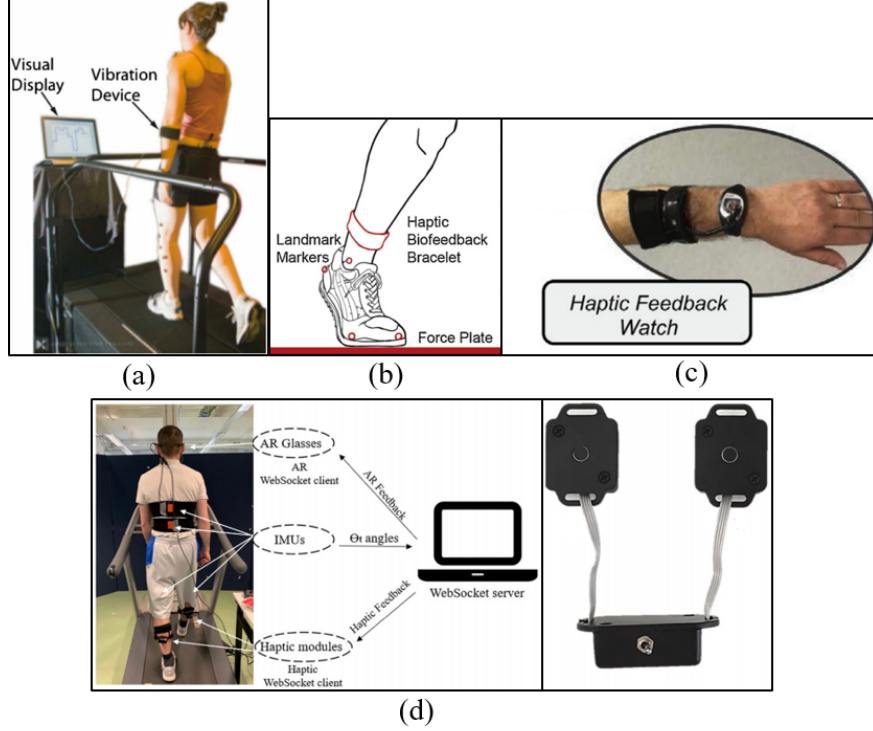 Visual
Display
Vibration
Device
(a)
Landmark
Markers
Haptic
Biofeedback
Bracelet
Force Plate
(b)
Haptic Feedback
Watch
(c)
AR Glasses
AR
WebSocket client
AR Feedback
IMUs
Θt angles
WebSocket server
Haptic Feedback
Haptic modules
Haptic
WebSocket client
(d)